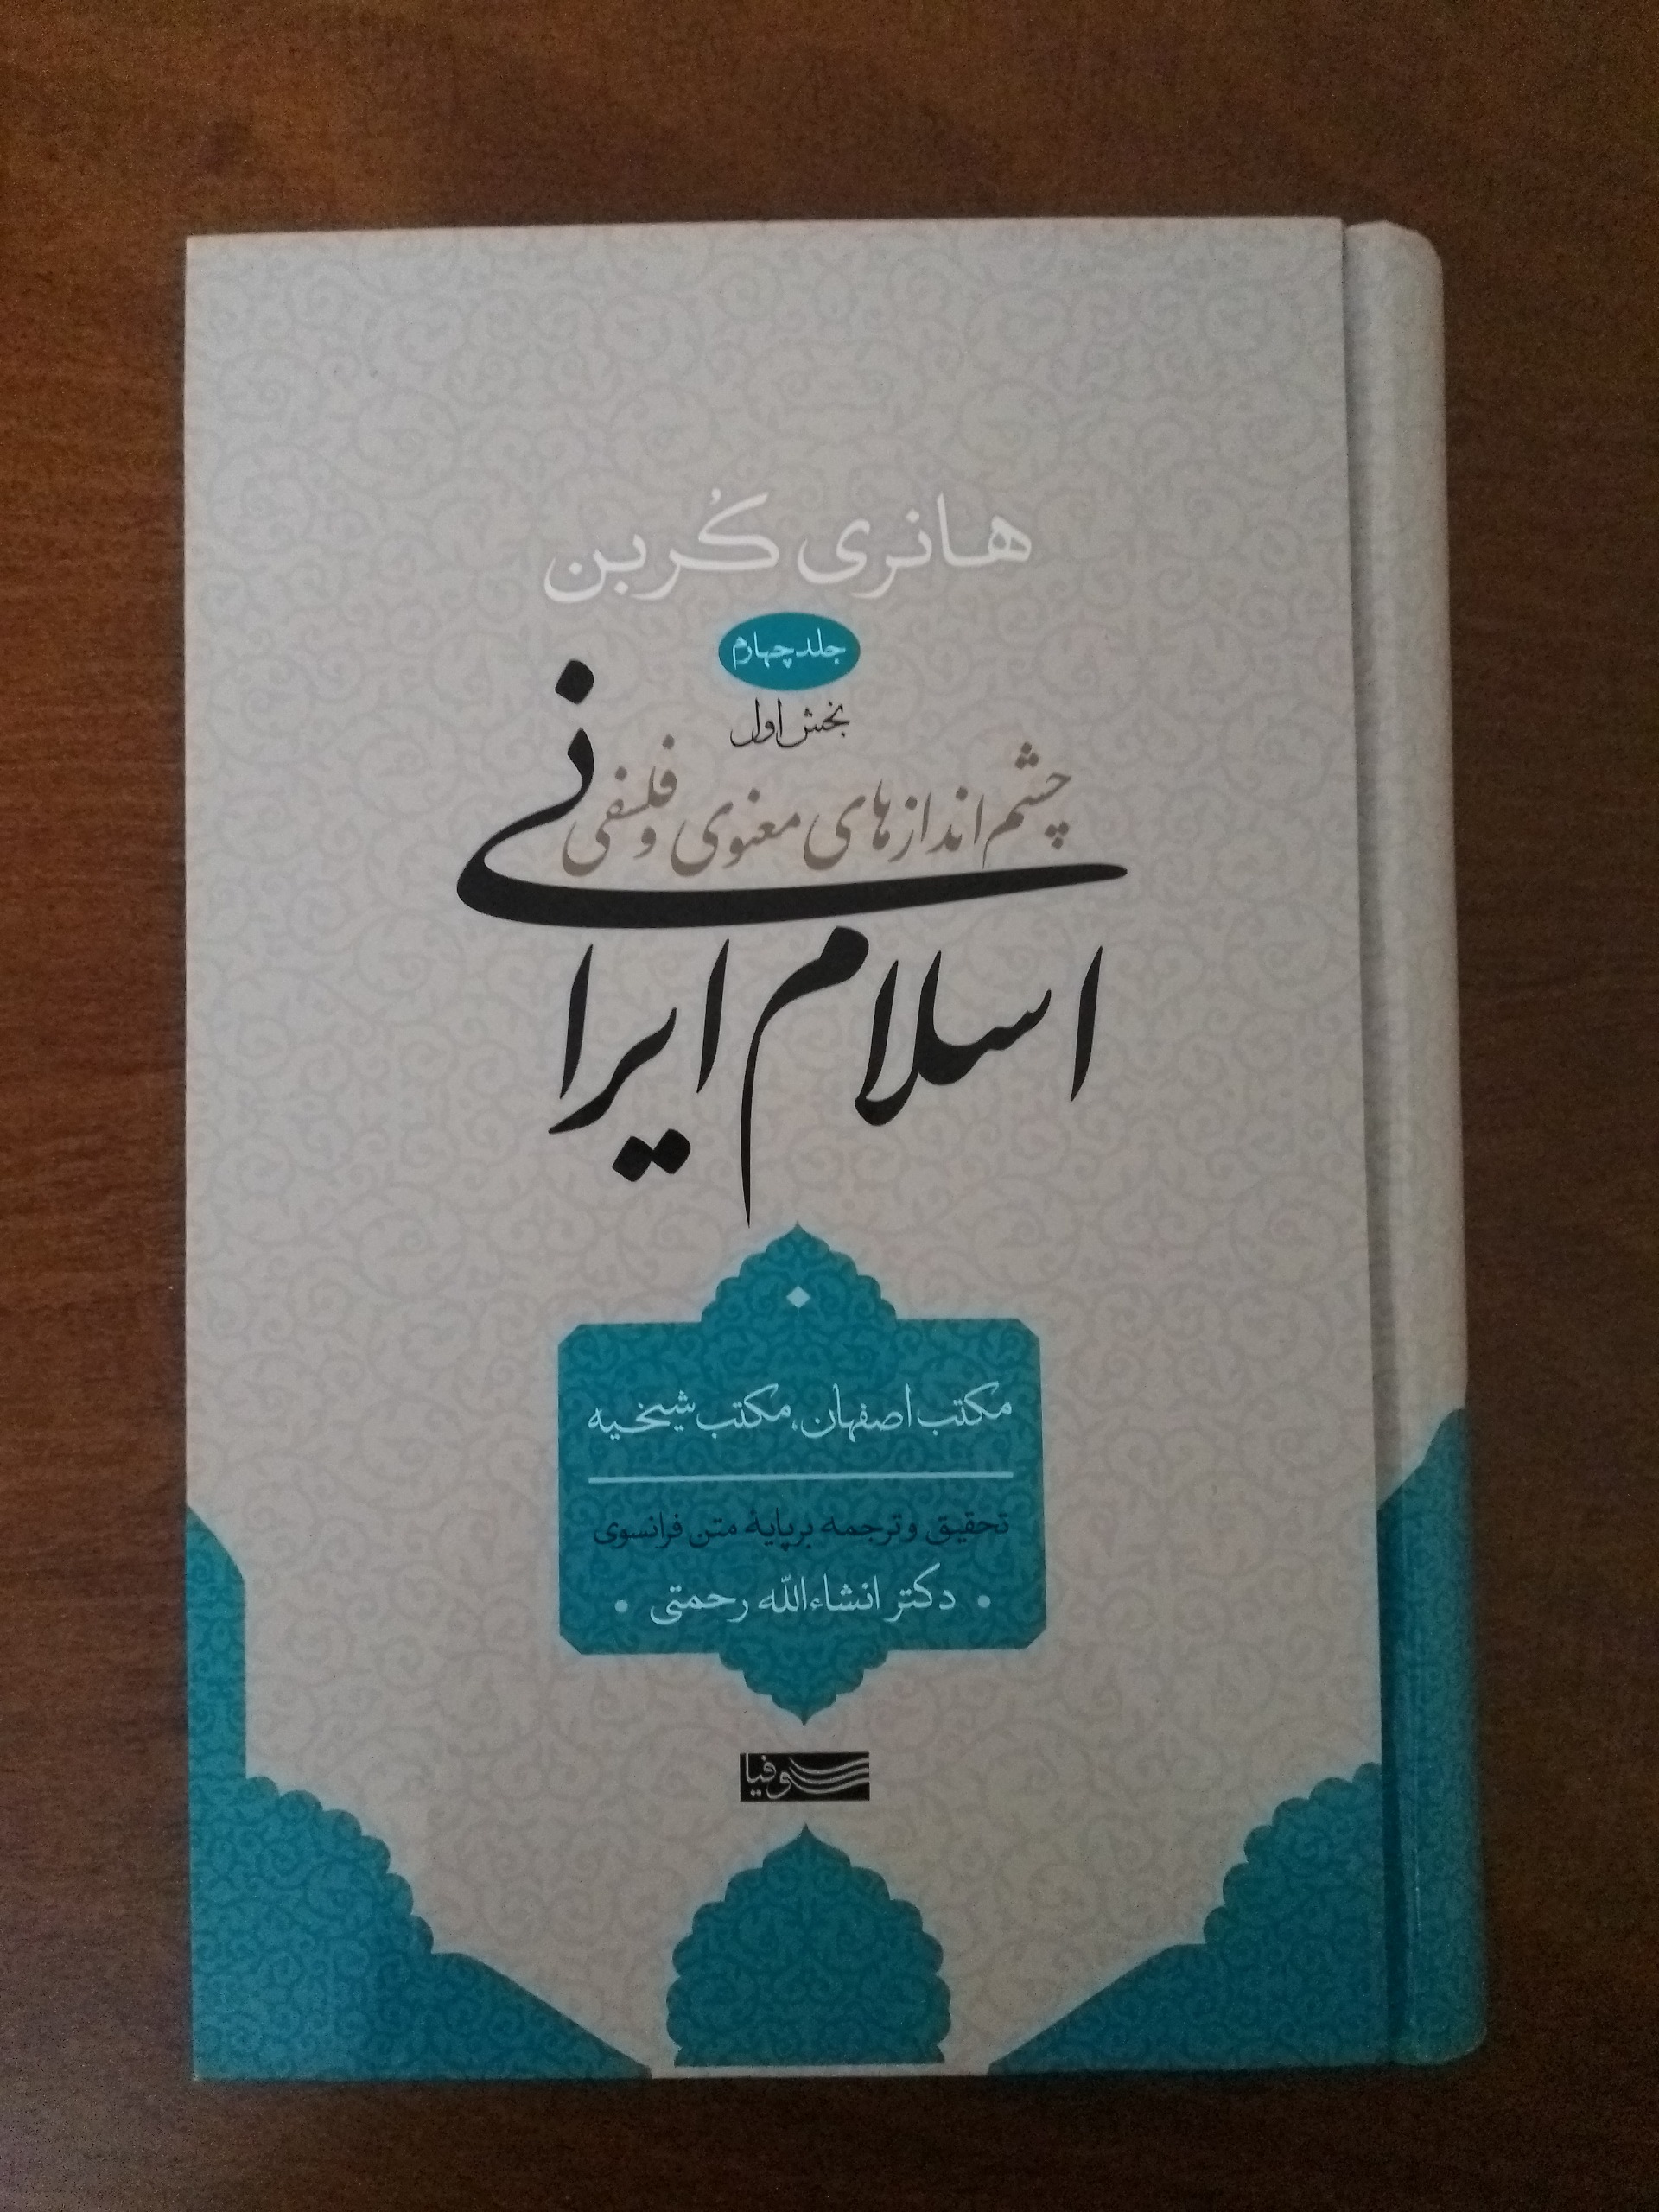 هانری کُربن
جلد چهارم
بخش اول
چشم‌اندازهای معنوی و فلسفی
اسلام ایرانی
مکتب اصفهان، مکتب شیخیه
تحقیق و ترجمه بر پایهٔ متن فرانسوی
• دکتر انشاءالله رحمتی •
سوفیا